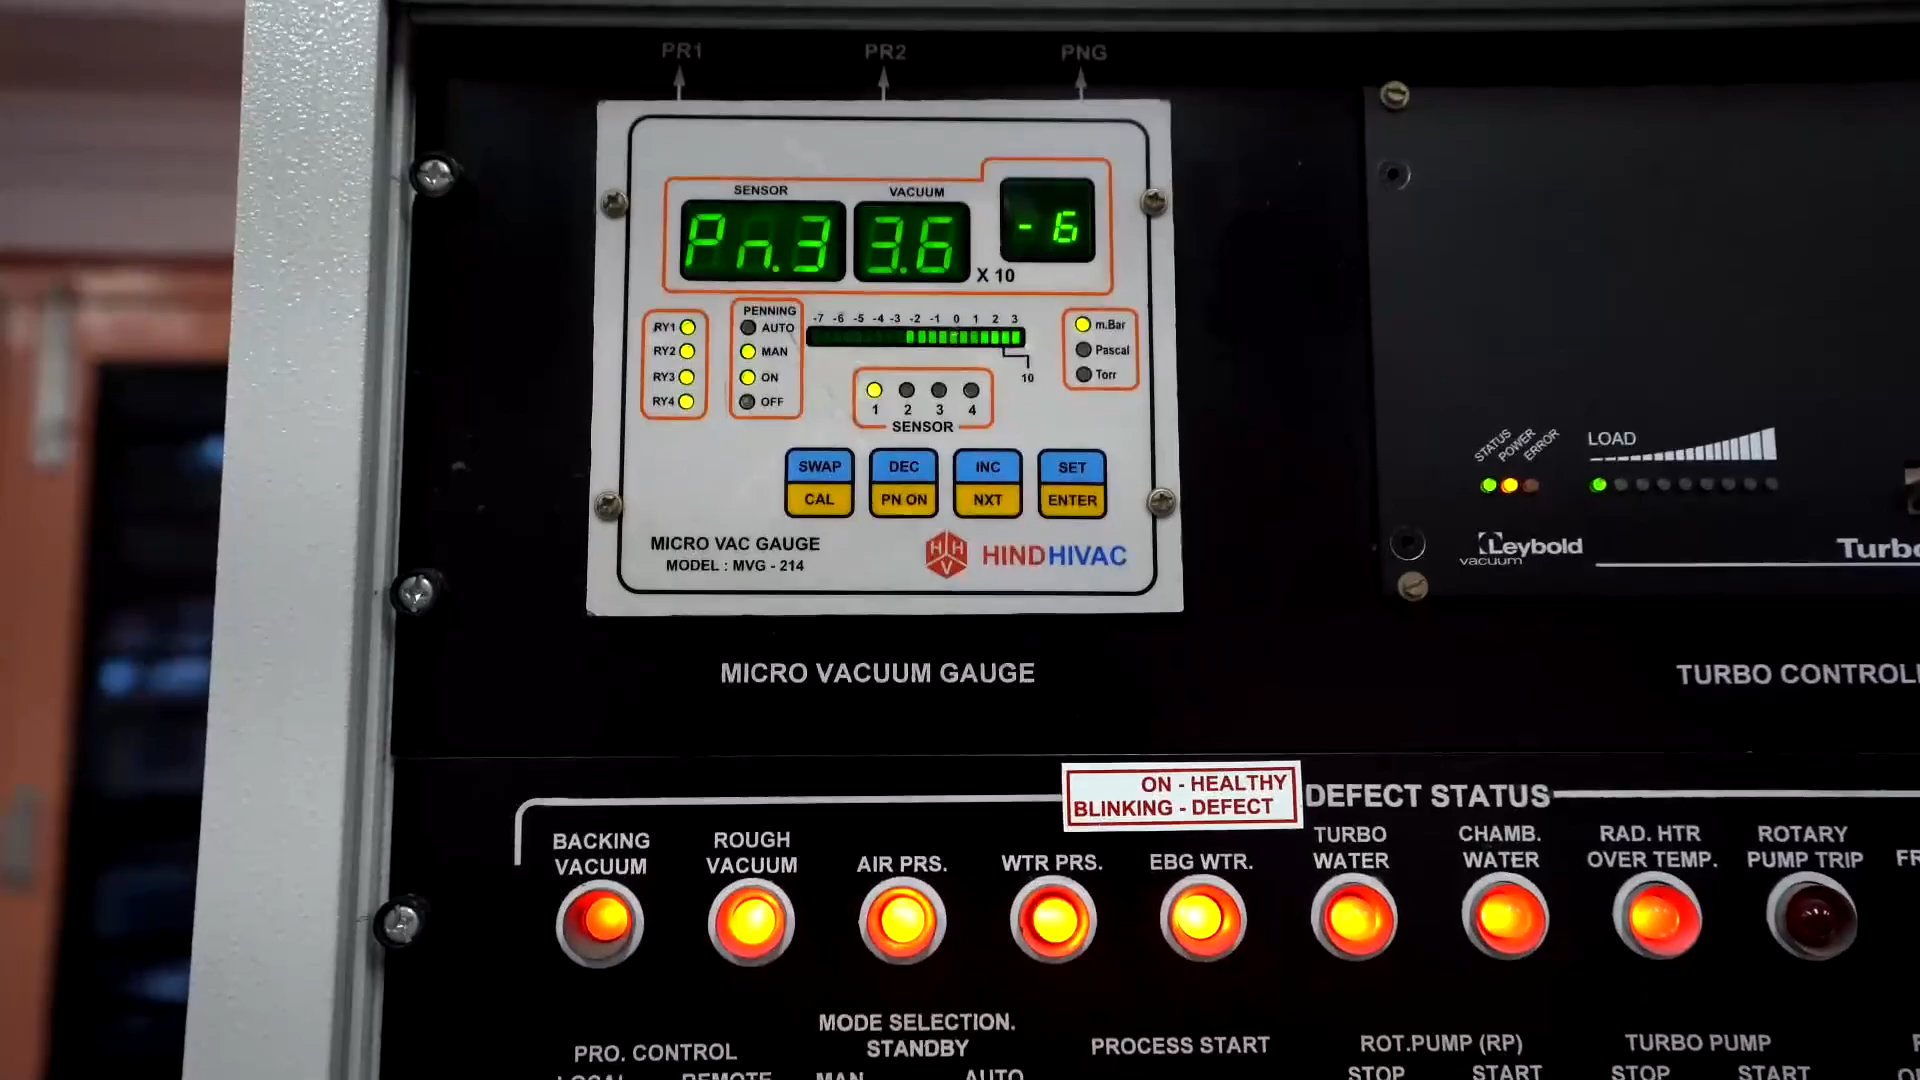 PR1 PR2 PNG
SENSOR VACUUM
Pn.3 3.6 X 10 - 6
RY1
RY2
RY3
RY4
PENNING
AUTO
MAN
ON
OFF
-7 -6 -5 -4 -3 -2 -1 0 1 2 3
10
m.Bar
Pascal
Torr
1 2 3 4
SENSOR
SWAP DEC INC SET
CAL PN ON NXT ENTER
MICRO VAC GAUGE
MODEL : MVG - 214
HHV HINDHIVAC
MICRO VACUUM GAUGE
STATUS
POWER
ERROR
LOAD
Leybold
vacuum
Turbo
TURBO CONTROL
ON - HEALTHY
BLINKING - DEFECT
DEFECT STATUS
BACKING
VACUUM
ROUGH
VACUUM
AIR PRS.
WTR PRS.
EBG WTR.
TURBO
WATER
CHAMB.
WATER
RAD. HTR
OVER TEMP.
ROTARY
PUMP TRIP
PRO. CONTROL
LOCAL REMOTE
MODE SELECTION.
STANDBY
MAN AUTO
PROCESS START
ROT.PUMP (RP)
STOP START
TURBO PUMP
STOP START